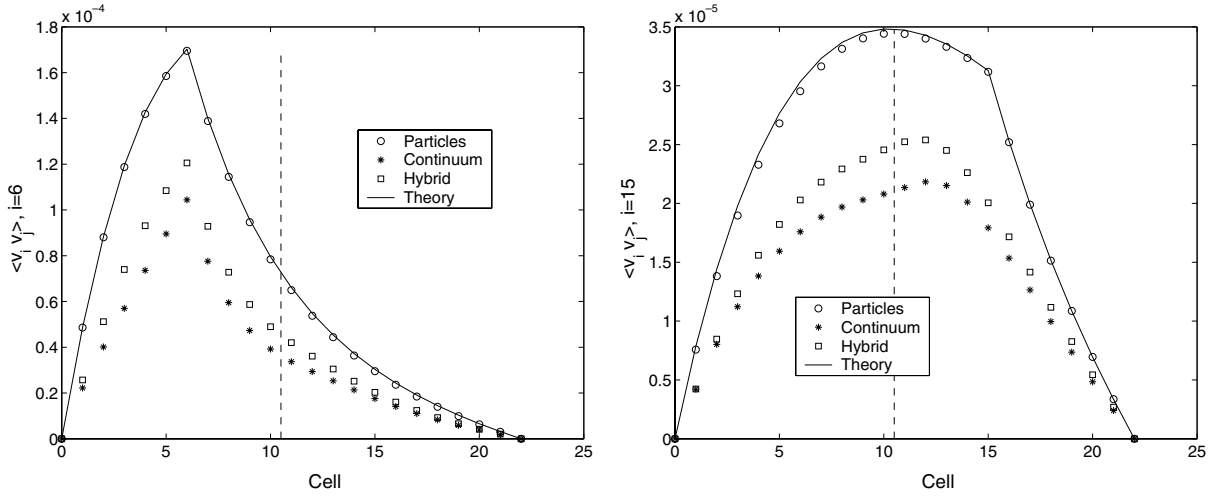 x 10⁻⁴
1.8
1.6
1.4
1.2
1
0.8
0.6
0.4
0.2
0
0 5 10 15 20 25
Cell
<v_i v_j>, i=6
Particles
Continuum
Hybrid
Theory
x 10⁻⁵
3.5
3
2.5
2
1.5
1
0.5
0
0 5 10 15 20 25
Cell
<v_i v_j>, i=15
Particles
Continuum
Hybrid
Theory